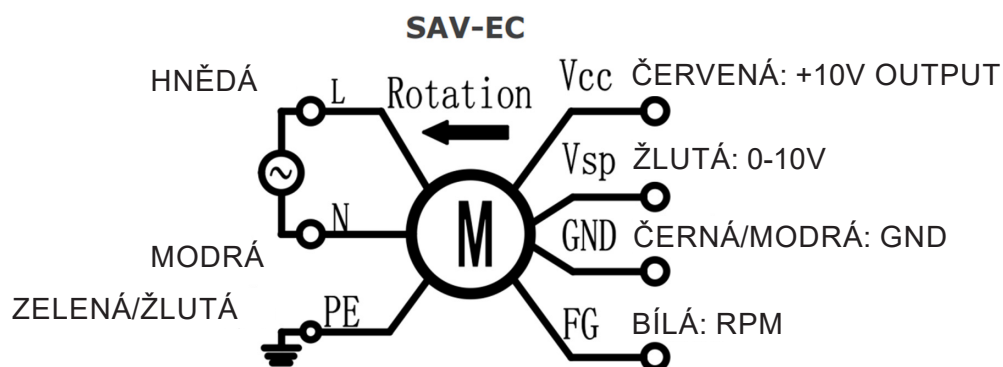 SAV-EC
HNĚDÁ
L
Rotation
Vcc ČERVENÁ: +10V OUTPUT
Vsp ŽLUTÁ: 0-10V
N
M
GND ČERNÁ/MODRÁ: GND
MODRÁ
ZELENÁ/ŽLUTÁ
PE
FG BÍLÁ: RPM